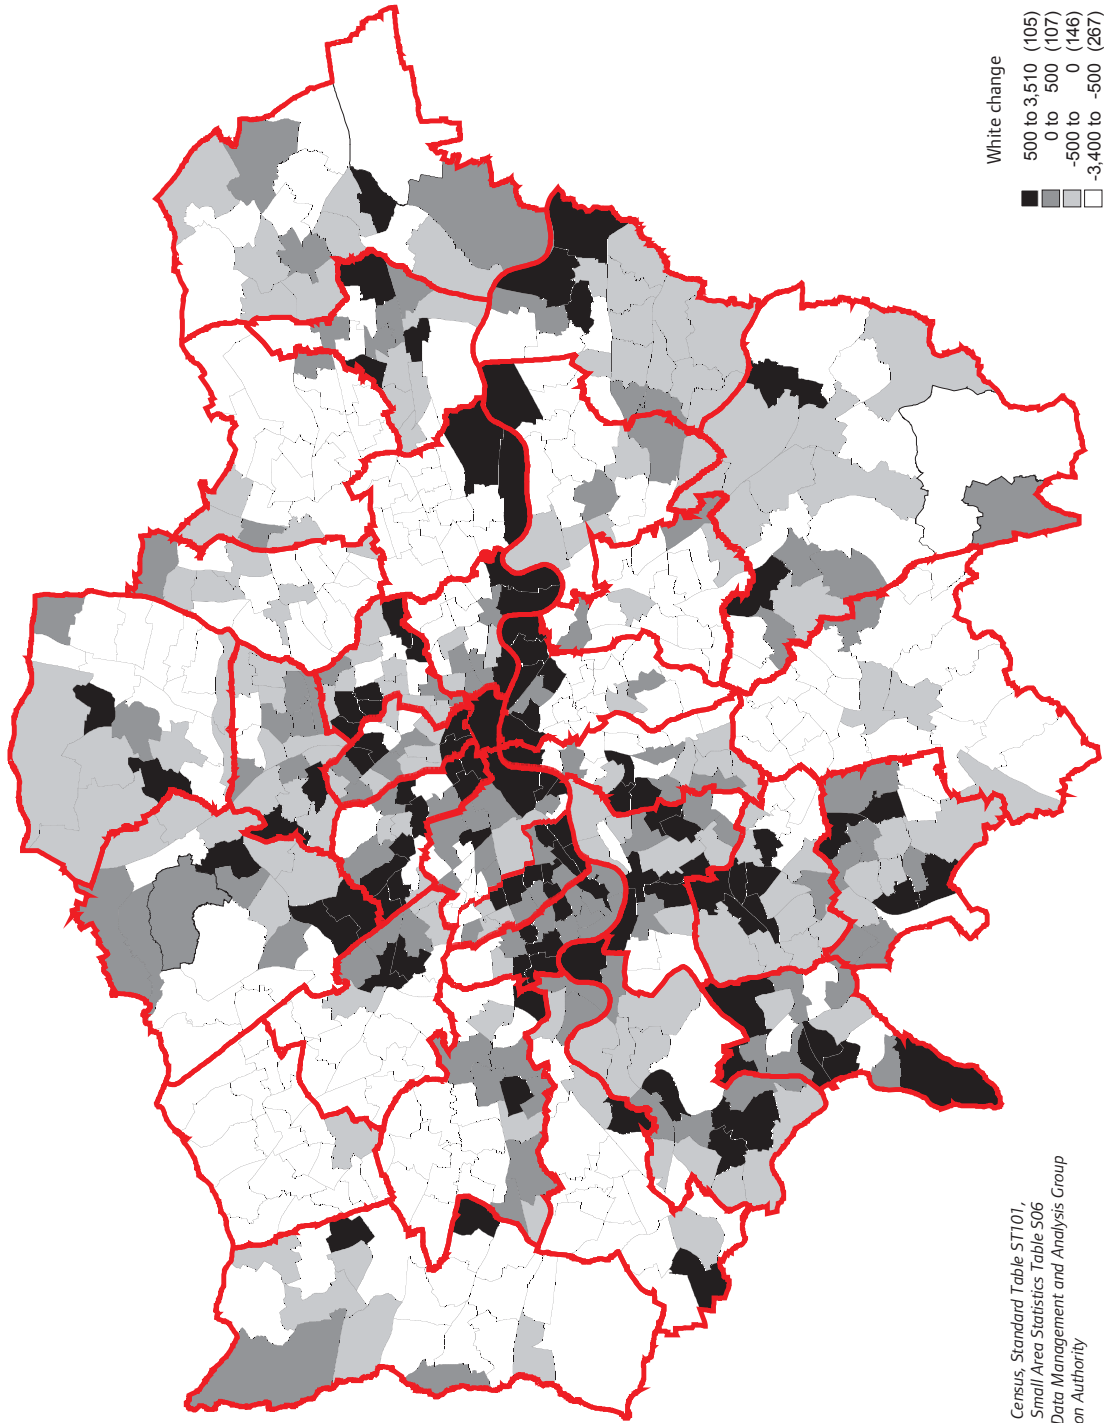 White change
500 to 3,510 (105)
0 to 500 (107)
-500 to 0 (146)
-3,400 to -500 (267)
Census, Standard Table ST101,
Small Area Statistics Table S06
Data Management and Analysis Group
on Authority